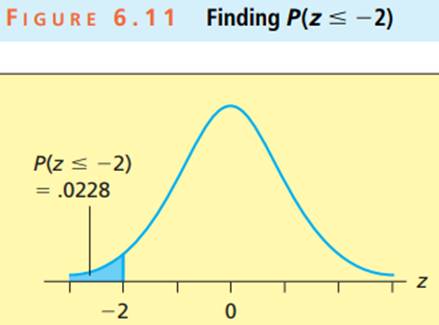 FIGURE 6.11 Finding P(z ≤ −2)
P(z ≤ −2)
= .0228
z
−2 0